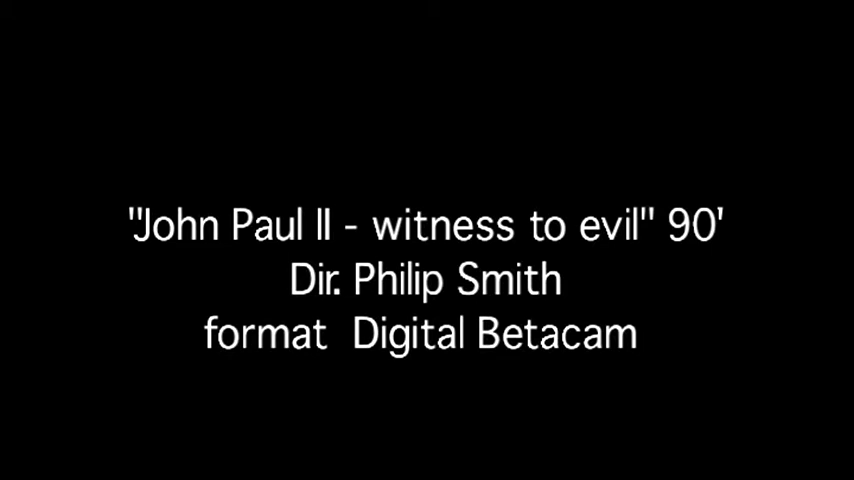 "John Paul II - witness to evil" 90'
Dir. Philip Smith
format  Digital Betacam